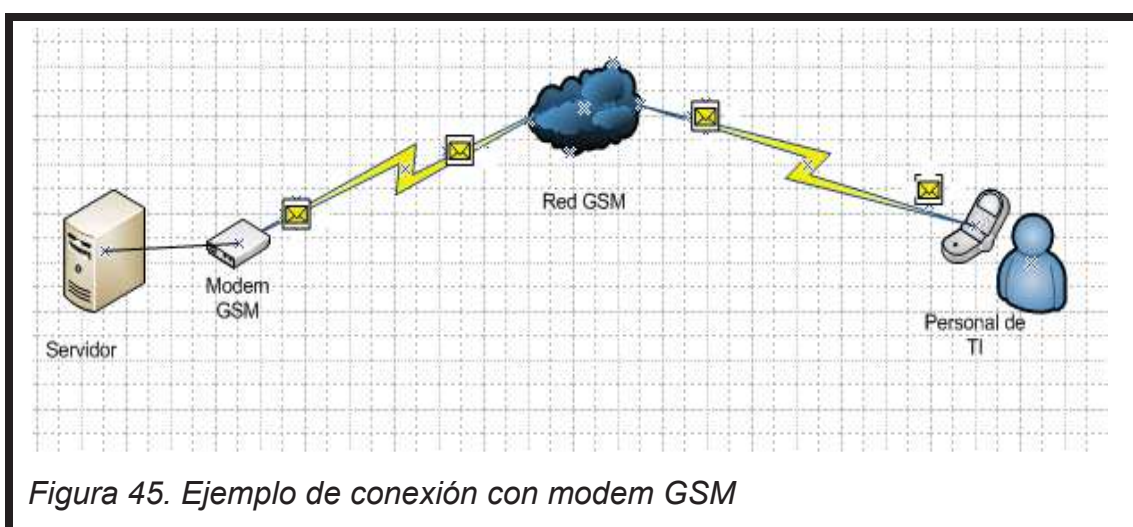 Red GSM
Modem
GSM
Servidor
Personal de
TI
Figura 45. Ejemplo de conexión con modem GSM